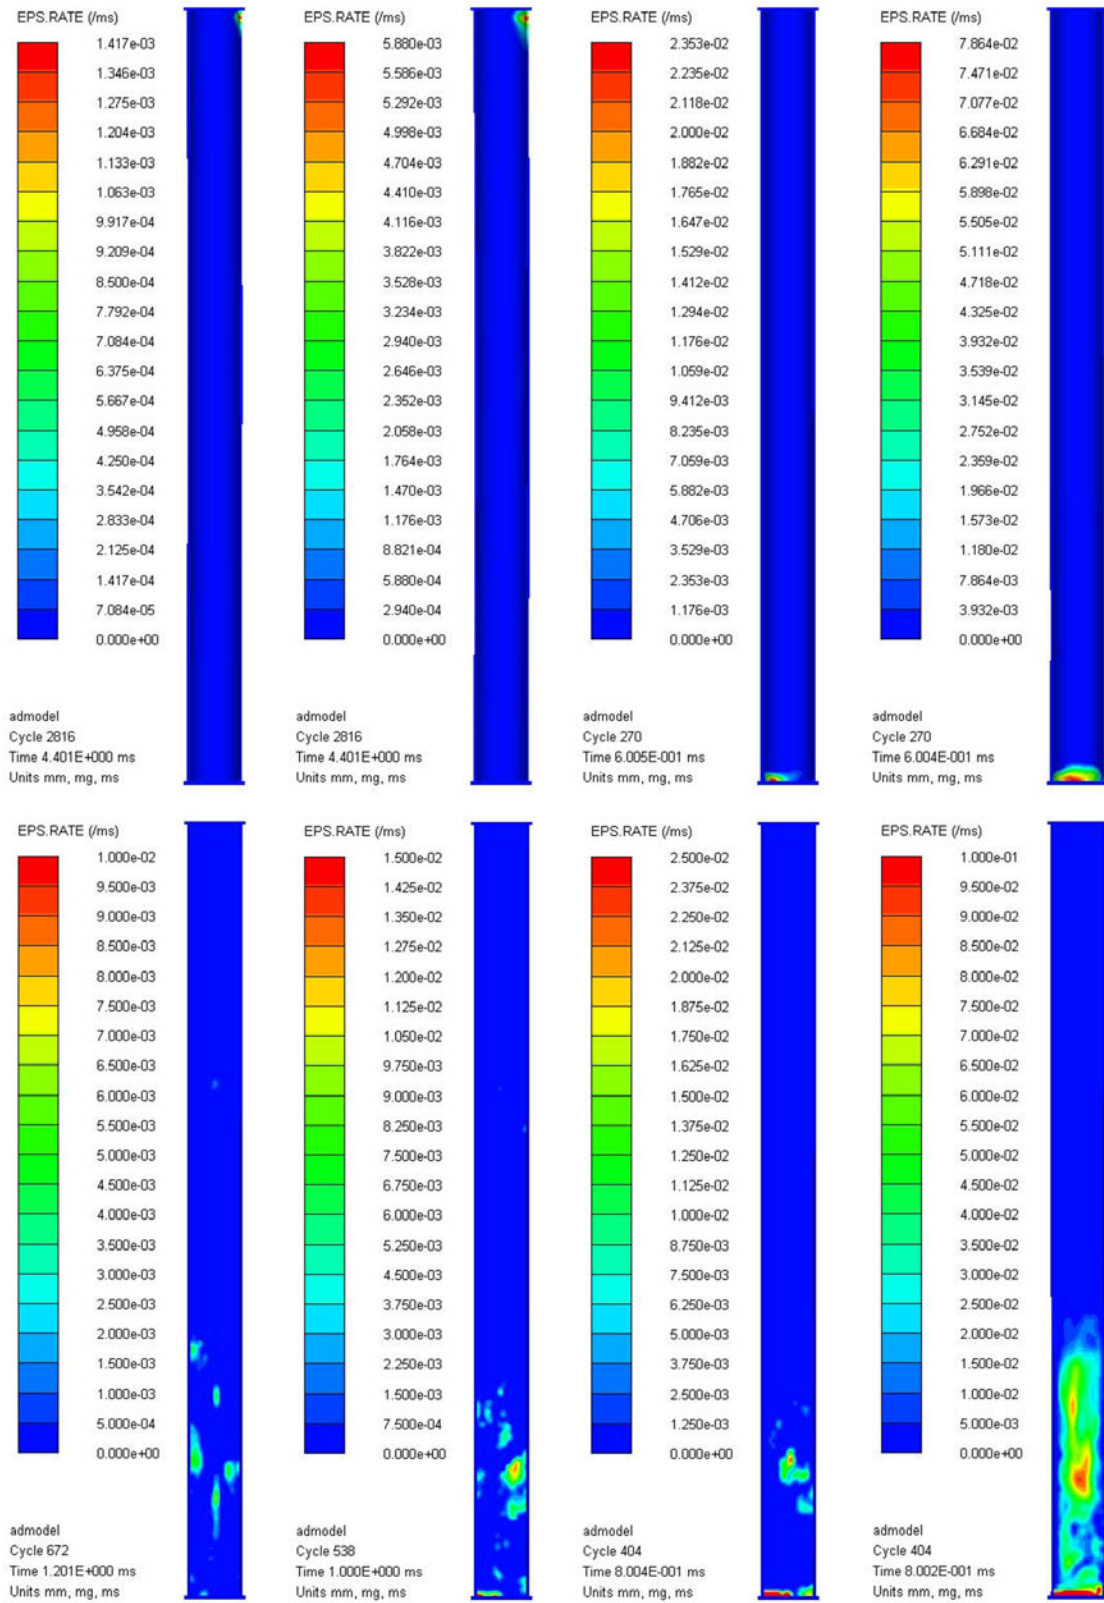 EPS.RATE (/ms)
1.417e-03
1.346e-03
1.275e-03
1.204e-03
1.133e-03
1.063e-03
9.917e-04
9.209e-04
8.500e-04
7.792e-04
7.084e-04
6.375e-04
5.667e-04
4.958e-04
4.250e-04
3.542e-04
2.833e-04
2.125e-04
1.417e-04
7.084e-05
0.000e+00
admodel
Cycle 2816
Time 4.401E+000 ms
Units mm, mg, ms
EPS.RATE (/ms)
5.880e-03
5.586e-03
5.292e-03
4.998e-03
4.704e-03
4.410e-03
4.116e-03
3.822e-03
3.528e-03
3.234e-03
2.940e-03
2.646e-03
2.352e-03
2.058e-03
1.764e-03
1.470e-03
1.176e-03
8.821e-04
5.880e-04
2.940e-04
0.000e+00
admodel
Cycle 2816
Time 4.401E+000 ms
Units mm, mg, ms
EPS.RATE (/ms)
2.353e-02
2.235e-02
2.118e-02
2.000e-02
1.882e-02
1.765e-02
1.647e-02
1.529e-02
1.412e-02
1.294e-02
1.176e-02
1.059e-02
9.412e-03
8.235e-03
7.059e-03
5.882e-03
4.706e-03
3.529e-03
2.353e-03
1.176e-03
0.000e+00
admodel
Cycle 270
Time 6.005E-001 ms
Units mm, mg, ms
EPS.RATE (/ms)
7.864e-02
7.471e-02
7.077e-02
6.684e-02
6.291e-02
5.898e-02
5.505e-02
5.111e-02
4.718e-02
4.325e-02
3.932e-02
3.539e-02
3.145e-02
2.752e-02
2.359e-02
1.966e-02
1.573e-02
1.180e-02
7.864e-03
3.932e-03
0.000e+00
admodel
Cycle 270
Time 6.004E-001 ms
Units mm, mg, ms
EPS.RATE (/ms)
1.000e-02
9.500e-03
9.000e-03
8.500e-03
8.000e-03
7.500e-03
7.000e-03
6.500e-03
6.000e-03
5.500e-03
5.000e-03
4.500e-03
4.000e-03
3.500e-03
3.000e-03
2.500e-03
2.000e-03
1.500e-03
1.000e-03
5.000e-04
0.000e+00
admodel
Cycle 672
Time 1.201E+000 ms
Units mm, mg, ms
EPS.RATE (/ms)
1.500e-02
1.425e-02
1.350e-02
1.275e-02
1.200e-02
1.125e-02
1.050e-02
9.750e-03
9.000e-03
8.250e-03
7.500e-03
6.750e-03
6.000e-03
5.250e-03
4.500e-03
3.750e-03
3.000e-03
2.250e-03
1.500e-03
7.500e-04
0.000e+00
admodel
Cycle 538
Time 1.000E+000 ms
Units mm, mg, ms
EPS.RATE (/ms)
2.500e-02
2.375e-02
2.250e-02
2.125e-02
2.000e-02
1.875e-02
1.750e-02
1.625e-02
1.500e-02
1.375e-02
1.250e-02
1.125e-02
1.000e-02
8.750e-03
7.500e-03
6.250e-03
5.000e-03
3.750e-03
2.500e-03
1.250e-03
0.000e+00
admodel
Cycle 404
Time 8.004E-001 ms
Units mm, mg, ms
EPS.RATE (/ms)
1.000e-01
9.500e-02
9.000e-02
8.500e-02
8.000e-02
7.500e-02
7.000e-02
6.500e-02
6.000e-02
5.500e-02
5.000e-02
4.500e-02
4.000e-02
3.500e-02
3.000e-02
2.500e-02
2.000e-02
1.500e-02
1.000e-02
5.000e-03
0.000e+00
admodel
Cycle 404
Time 8.002E-001 ms
Units mm, mg, ms